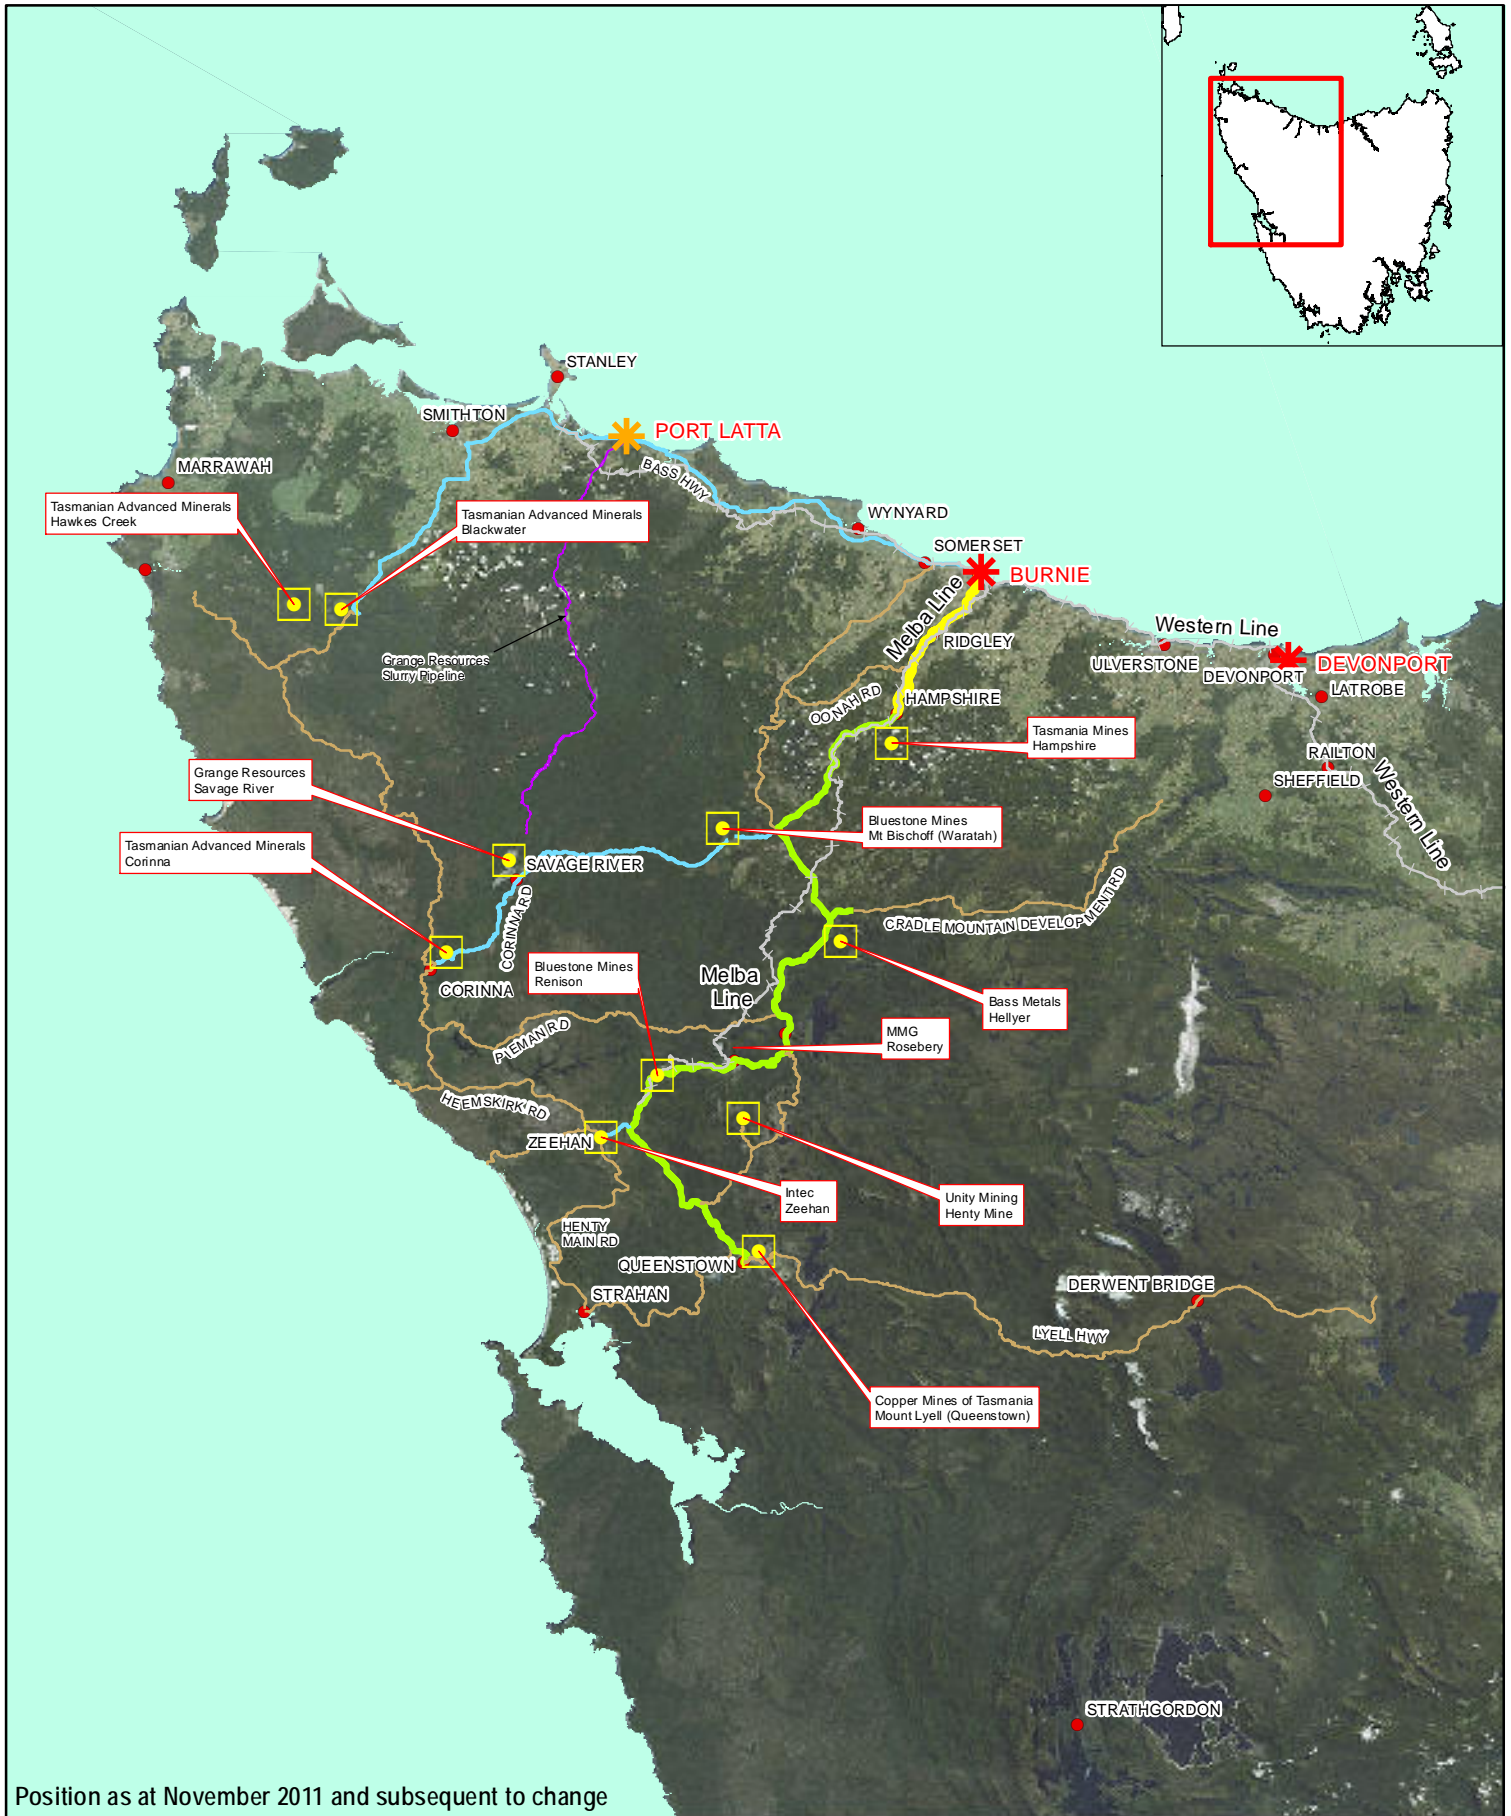 STANLEY
SMITHTON
PORT LATTA
MARRAWAH
BASS HWY
Tasmanian Advanced Minerals
Hawkes Creek
Tasmanian Advanced Minerals
Blackwater
WYNYARD
SOMERSET
BURNIE
Melba Line
RIDGLEY
Western Line
ULVERSTONE
DEVONPORT
DEVONPORT
LATROBE
Grange Resources
Slurry Pipeline
OONAH RD
HAMPSHIRE
Tasmania Mines
Hampshire
RAILTON
SHEFFIELD
Western Line
Grange Resources
Savage River
Bluestone Mines
Mt Bischoff (Waratah)
Tasmanian Advanced Minerals
Corinna
SAVAGE RIVER
CORINNA RD
CRADLE MOUNTAIN DEVELOPMENT RD
Bluestone Mines
Renison
Melba
Line
CORINNA
Bass Metals
Hellyer
PIEMAN RD
MMG
Rosebery
HEEMSKIRK RD
ZEEHAN
Intec
Zeehan
Unity Mining
Henty Mine
HENTY
MAIN RD
QUEENSTOWN
STRAHAN
DERWENT BRIDGE
LYELL HWY
Copper Mines of Tasmania
Mount Lyell (Queenstown)
STRATHGORDON
Position as at November 2011 and subsequent to change